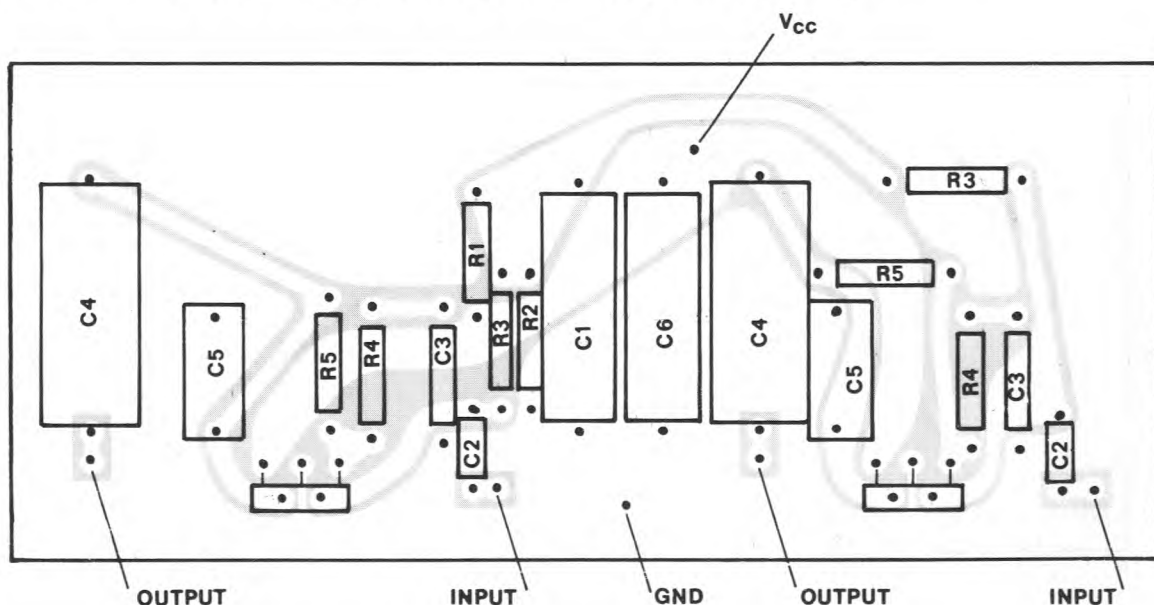 VCC
R3
R1
R5
C4
C5
R5
R4
C3
R3
R2
C1
C6
C4
C5
R4
C3
C2
C2
OUTPUT
INPUT
GND
OUTPUT
INPUT